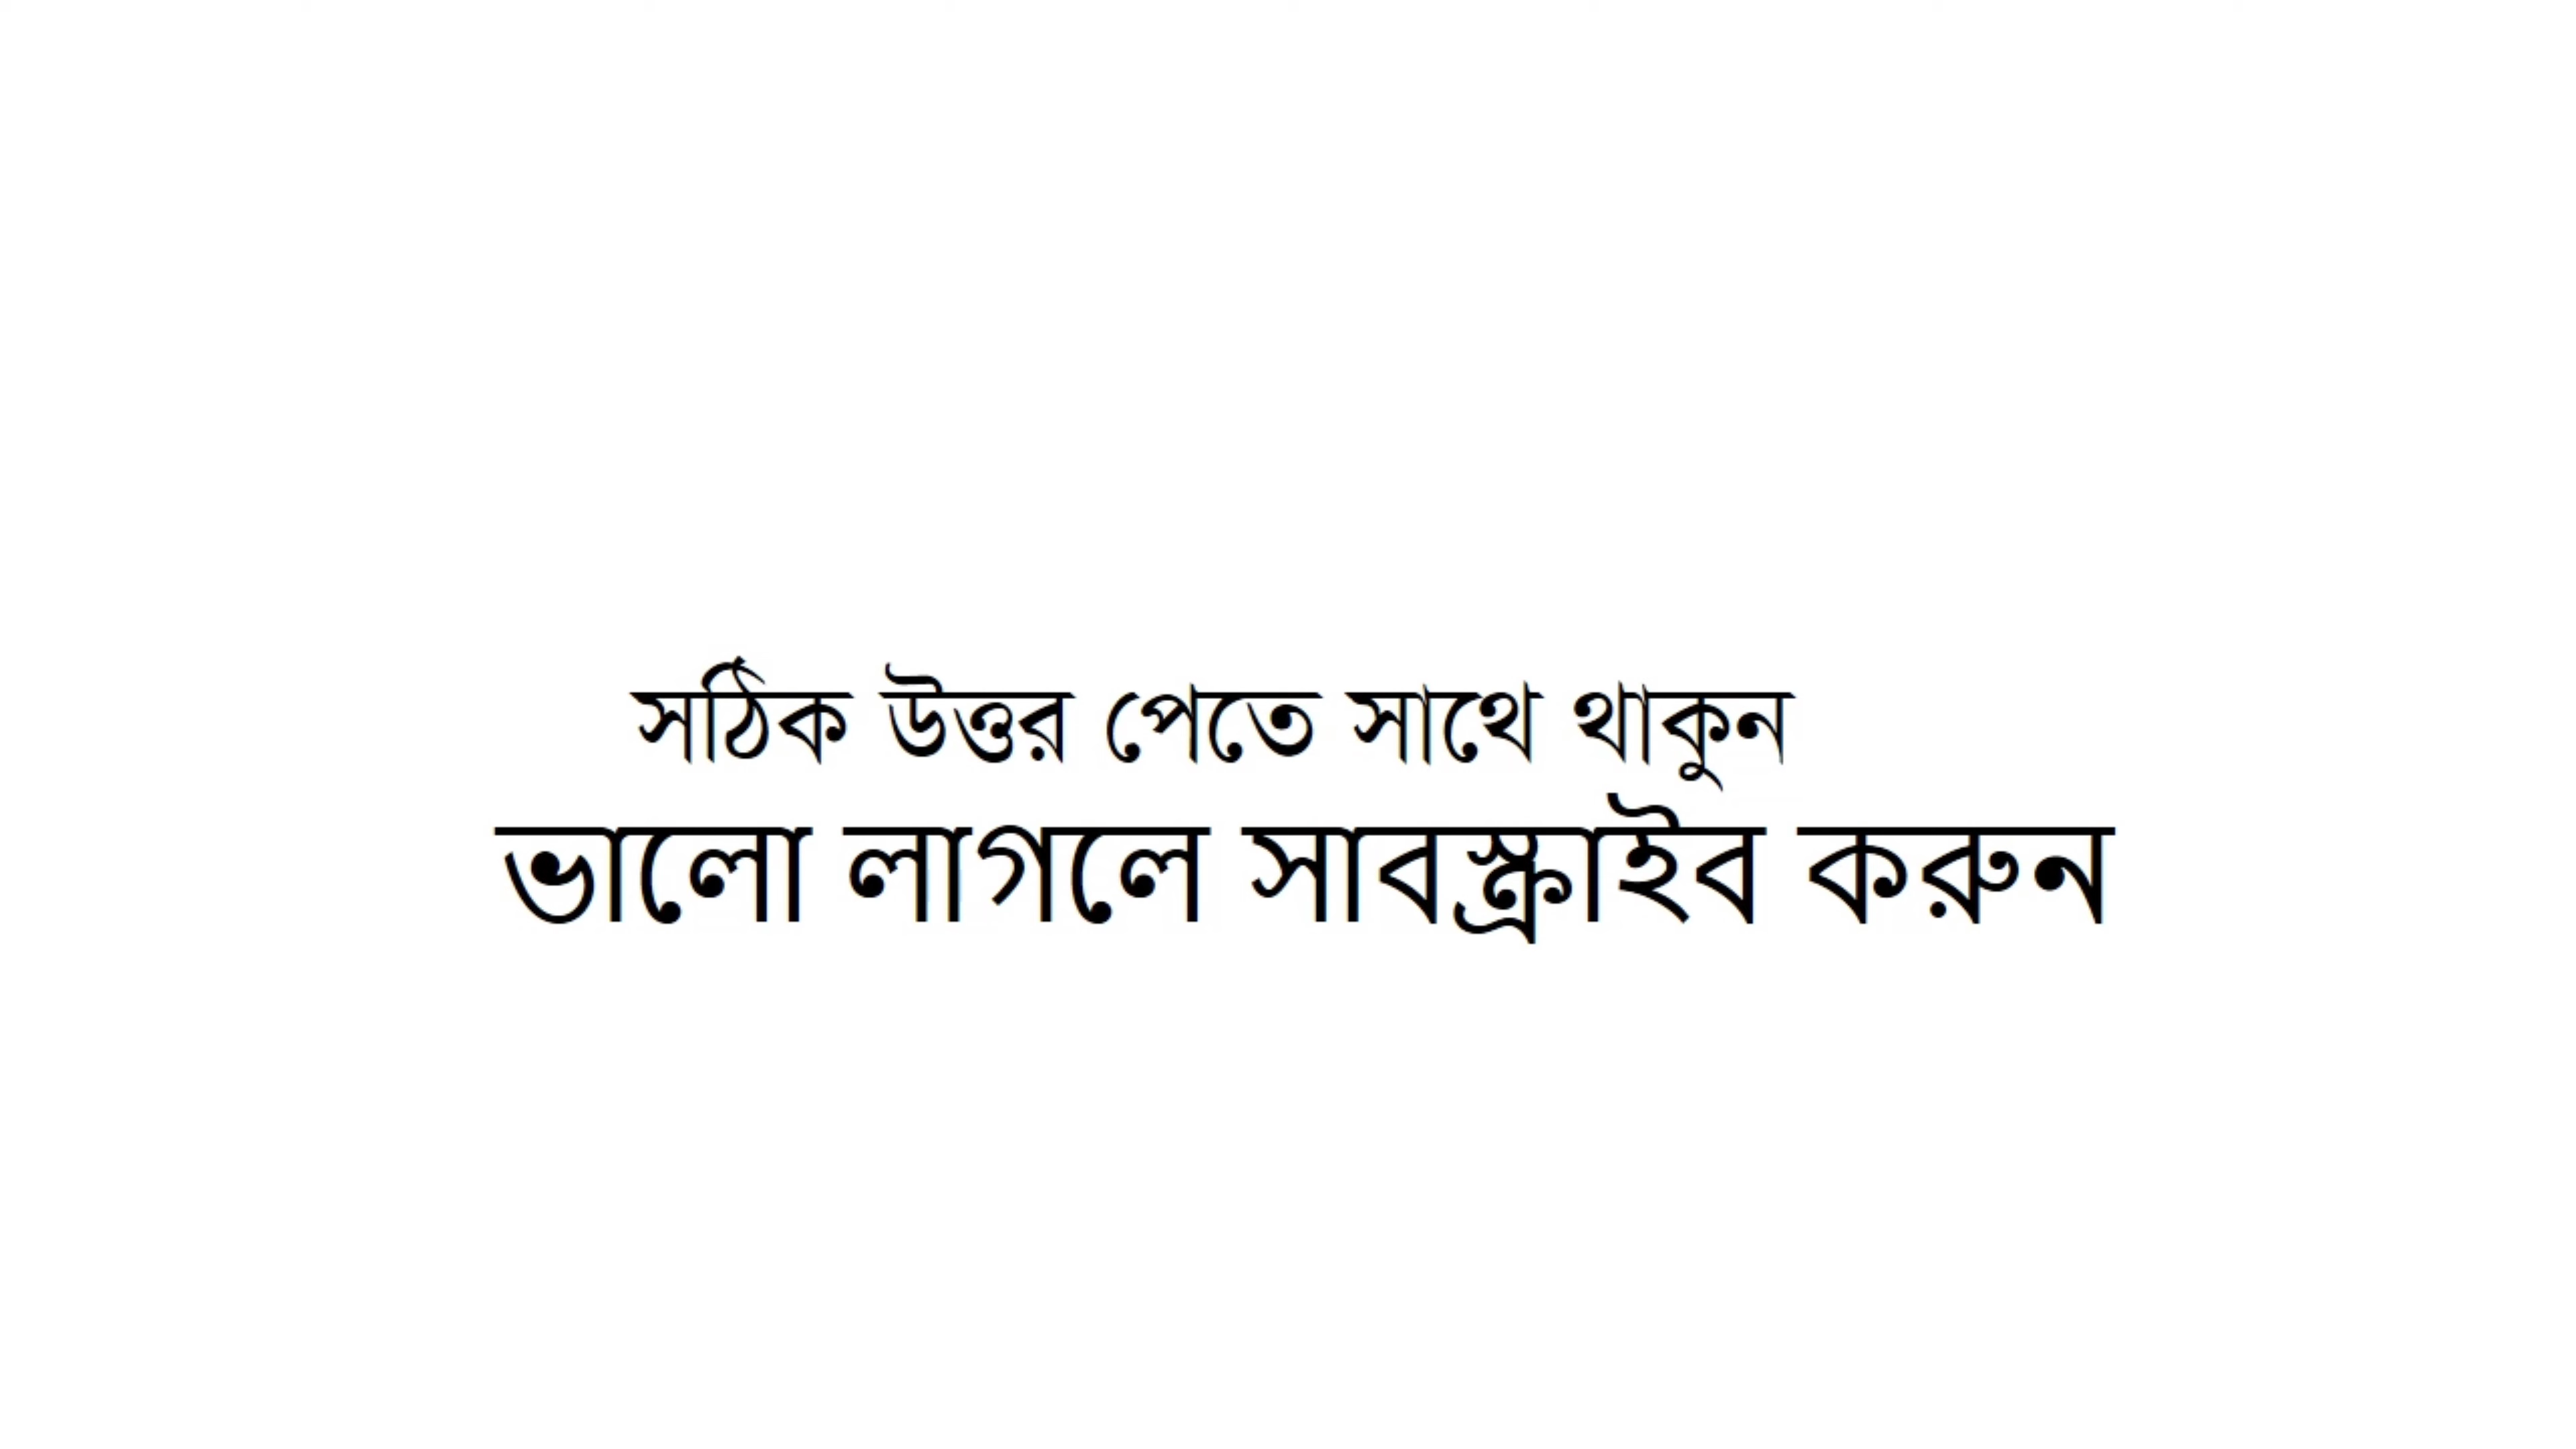 সঠিক উত্তর পেতে সাথে থাকুন
ভালো লাগলে সাবস্ক্রাইব করুন